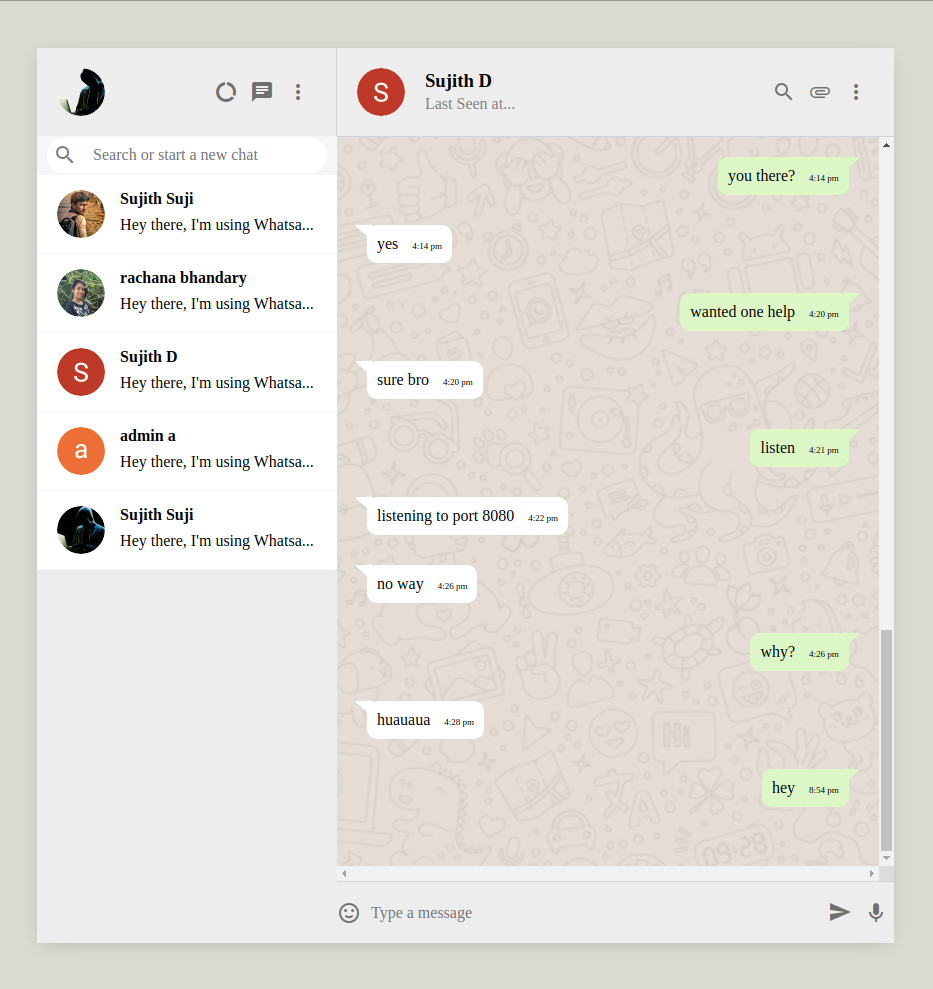 Search or start a new chat
Sujith Suji
Hey there, I'm using Whatsa...
rachana bhandary
Hey there, I'm using Whatsa...
S
Sujith D
Hey there, I'm using Whatsa...
a
admin a
Hey there, I'm using Whatsa...
Sujith Suji
Hey there, I'm using Whatsa...
S
Sujith D
Last Seen at...
you there? 4:14 pm
yes 4:14 pm
wanted one help 4:20 pm
sure bro 4:20 pm
listen 4:21 pm
listening to port 8080 4:22 pm
no way 4:26 pm
why? 4:26 pm
huauaua 4:28 pm
Hi
hey 8:54 pm
09:28
Type a message